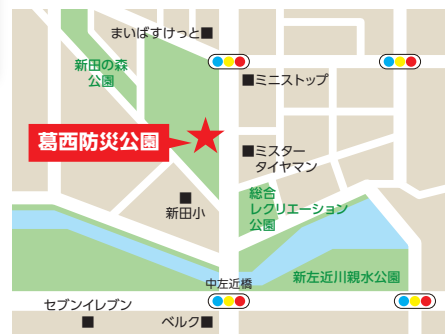 まいばすけっと
新田の森
公園
ミニストップ
葛西防災公園
ミスター
タイヤマン
新田小
総合
レクリエーション
公園
中左近橋
新左近川親水公園
セブンイレブン
ベルク